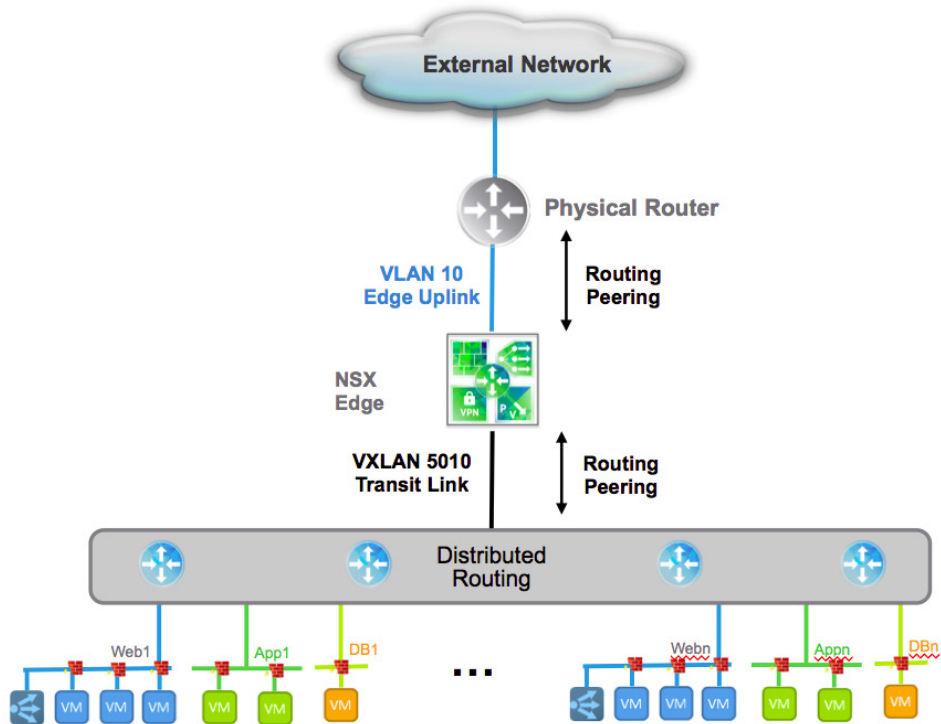 External Network
Physical Router
VLAN 10
Edge Uplink
Routing
Peering
NSX
Edge
VPN
P
V
VXLAN 5010
Transit Link
Routing
Peering
Distributed
Routing
Web1
App1
DB1
...
Webn
Appn
DBn
VM
VM
VM
VM
VM
VM
VM
VM
VM
VM
VM
VM